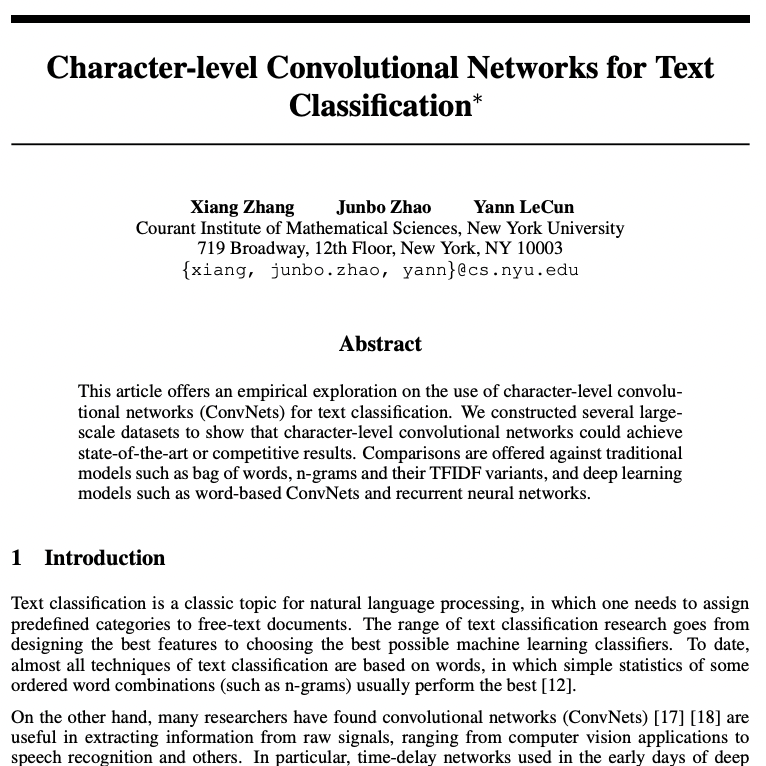 Character-level Convolutional Networks for Text
Classification*
Xiang Zhang Junbo Zhao Yann LeCun
Courant Institute of Mathematical Sciences, New York University
719 Broadway, 12th Floor, New York, NY 10003
{xiang, junbo.zhao, yann}@cs.nyu.edu
Abstract
This article offers an empirical exploration on the use of character-level convolu-
tional networks (ConvNets) for text classification. We constructed several large-
scale datasets to show that character-level convolutional networks could achieve
state-of-the-art or competitive results. Comparisons are offered against traditional
models such as bag of words, n-grams and their TFIDF variants, and deep learning
models such as word-based ConvNets and recurrent neural networks.
1 Introduction
Text classification is a classic topic for natural language processing, in which one needs to assign
predefined categories to free-text documents. The range of text classification research goes from
designing the best features to choosing the best possible machine learning classifiers. To date,
almost all techniques of text classification are based on words, in which simple statistics of some
ordered word combinations (such as n-grams) usually perform the best [12].
On the other hand, many researchers have found convolutional networks (ConvNets) [17] [18] are
useful in extracting information from raw signals, ranging from computer vision applications to
speech recognition and others. In particular, time-delay networks used in the early days of deep